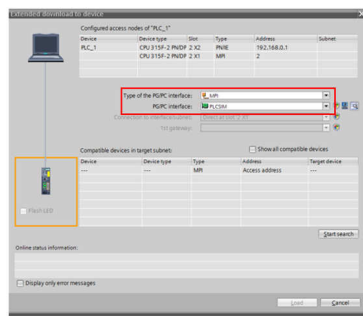 Extended download to device
Configured access nodes of "PLC_1"
Device Device type Slot Type Address Subnet
PLC_1 CPU 315F-2 PN/DP 2 X2 PN/IE 192.168.0.1
CPU 315F-2 PN/DP 2 X1 MPI 2
Type of the PG/PC interface: MPI
PG/PC interface: PLCSIM
Connection to interface/subnet:
1st gateway:
Compatible devices in target subnet: Show all compatible devices
Device Device type Type Address Target device
--- --- MPI Access address ---
Flash LED
Start search
Online status information:
Display only error messages
Load Cancel